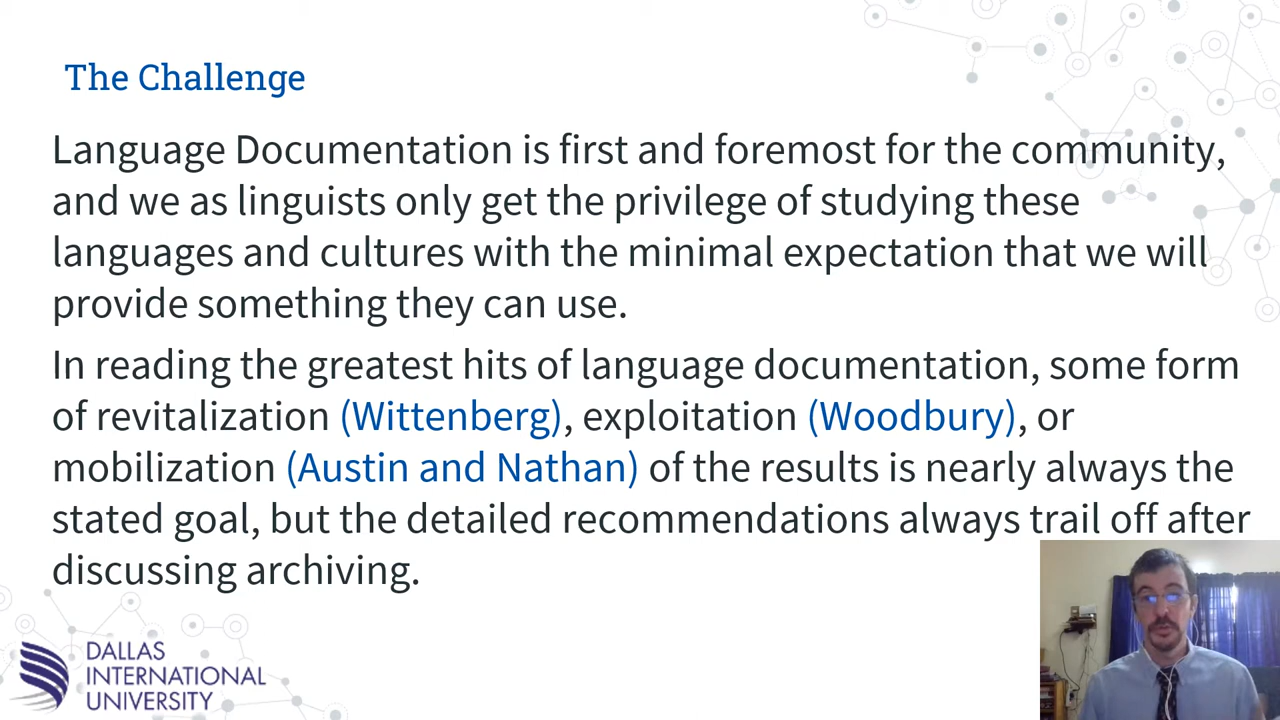 The Challenge
Language Documentation is first and foremost for the community,
and we as linguists only get the privilege of studying these
languages and cultures with the minimal expectation that we will
provide something they can use.
In reading the greatest hits of language documentation, some form
of revitalization (Wittenberg), exploitation (Woodbury), or
mobilization (Austin and Nathan) of the results is nearly always the
stated goal, but the detailed recommendations always trail off after
discussing archiving.
DALLAS
INTERNATIONAL
UNIVERSITY